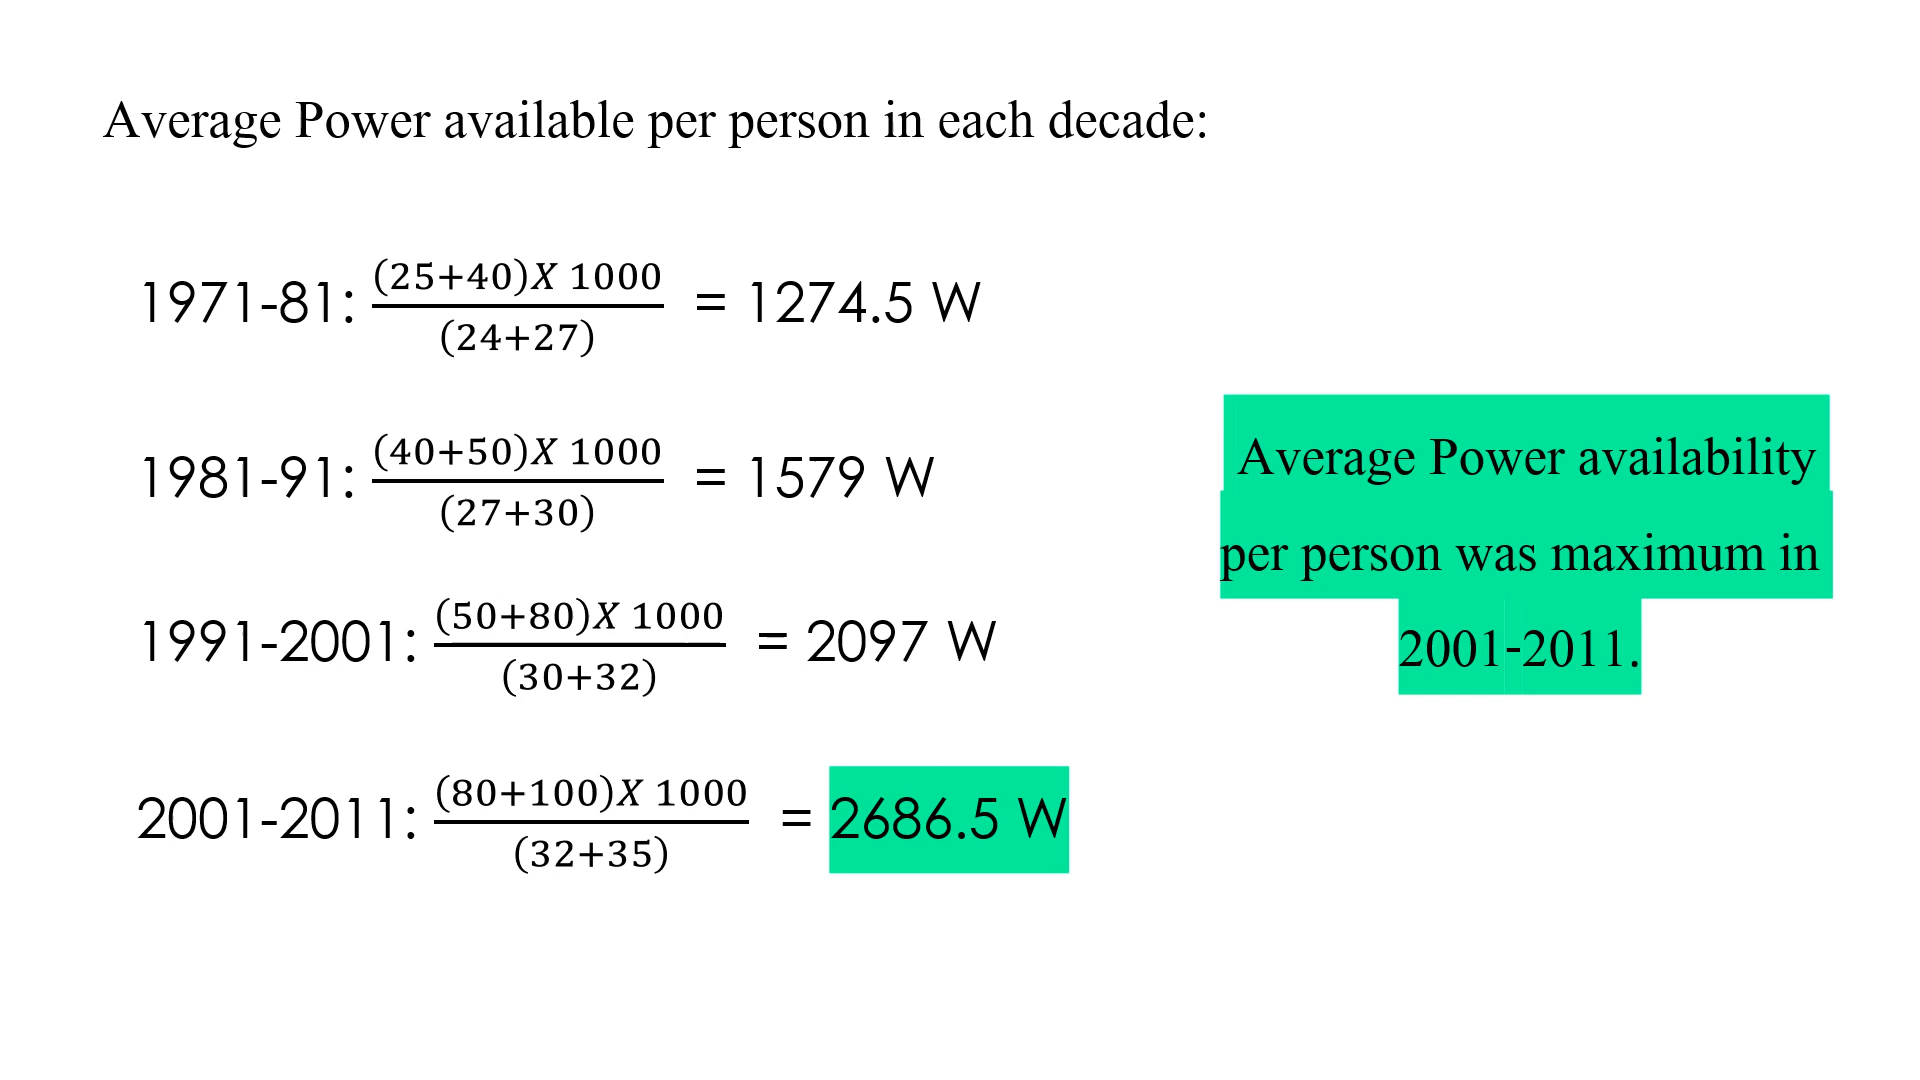 Average Power available per person in each decade:
1971-81: (25+40)X 1000 / (24+27) = 1274.5 W
1981-91: (40+50)X 1000 / (27+30) = 1579 W
1991-2001: (50+80)X 1000 / (30+32) = 2097 W
2001-2011: (80+100)X 1000 / (32+35) = 2686.5 W
Average Power availability
per person was maximum in
2001-2011.